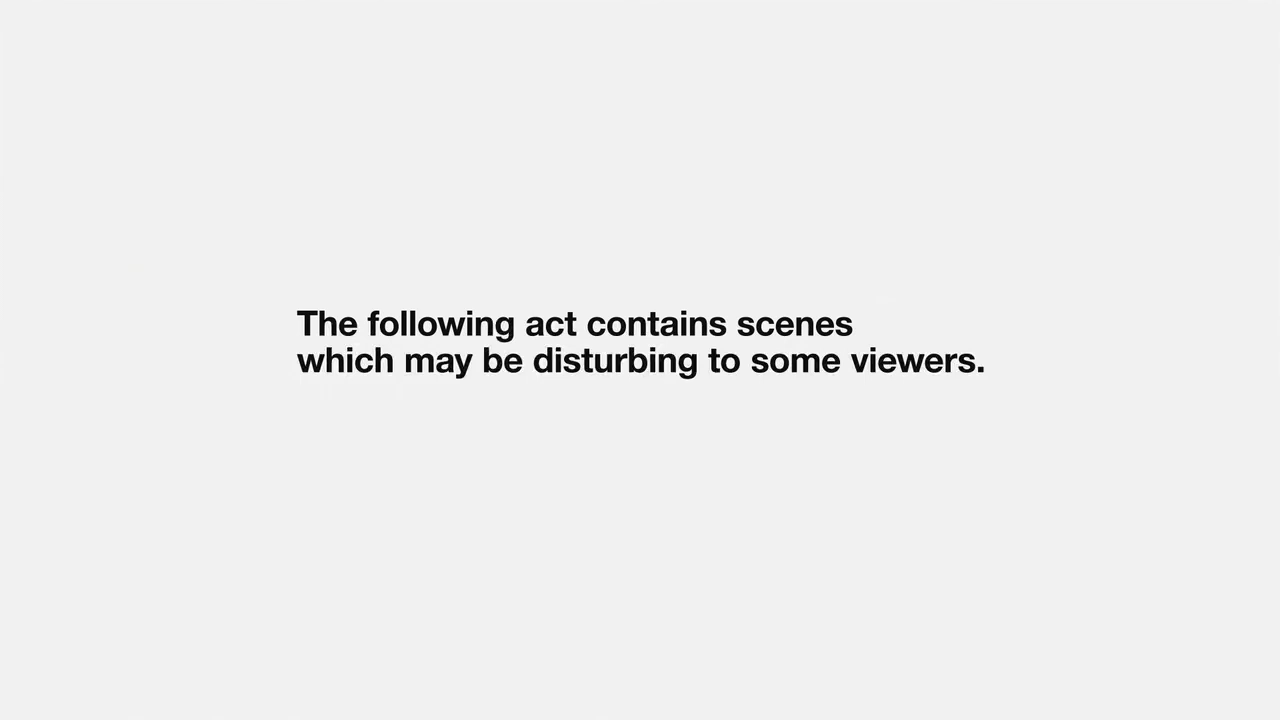 The following act contains scenes
which may be disturbing to some viewers.